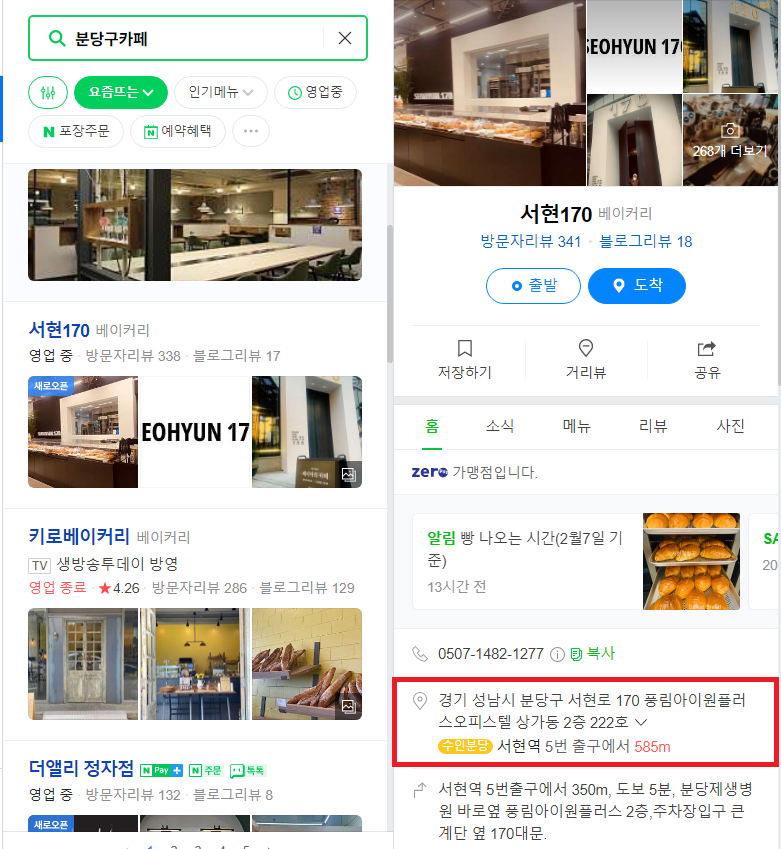 분당구카페
요즘뜨는
인기메뉴
영업중
N 포장주문
N 예약혜택
서현170 베이커리
영업 중 · 방문자리뷰 338 · 블로그리뷰 17
새로오픈
EOHYUN 17
키로베이커리 베이커리
TV 생방송투데이 방영
영업 종료 · ★4.26 · 방문자리뷰 286 · 블로그리뷰 129
더앨리 정자점 N Pay + N 주문 톡톡
영업 중 · 방문자리뷰 132 · 블로그리뷰 8
새로오픈
SEOHYUN 170
SEOHYUN 17
170
268개 더보기
서현170 베이커리
방문자리뷰 341 · 블로그리뷰 18
출발
도착
저장하기
거리뷰
공유
홈
소식
메뉴
리뷰
사진
zero pay 가맹점입니다.
알림 빵 나오는 시간(2월7일 기
준)
13시간 전
SA
20
0507-1482-1277 복사
경기 성남시 분당구 서현로 170 풍림아이원플러
스오피스텔 상가동 2층 222호
수인분당 서현역 5번 출구에서 585m
서현역 5번출구에서 350m, 도보 5분, 분당제생병
원 바로옆 풍림아이원플러스 2층,주차장입구 큰
계단 옆 170대문.